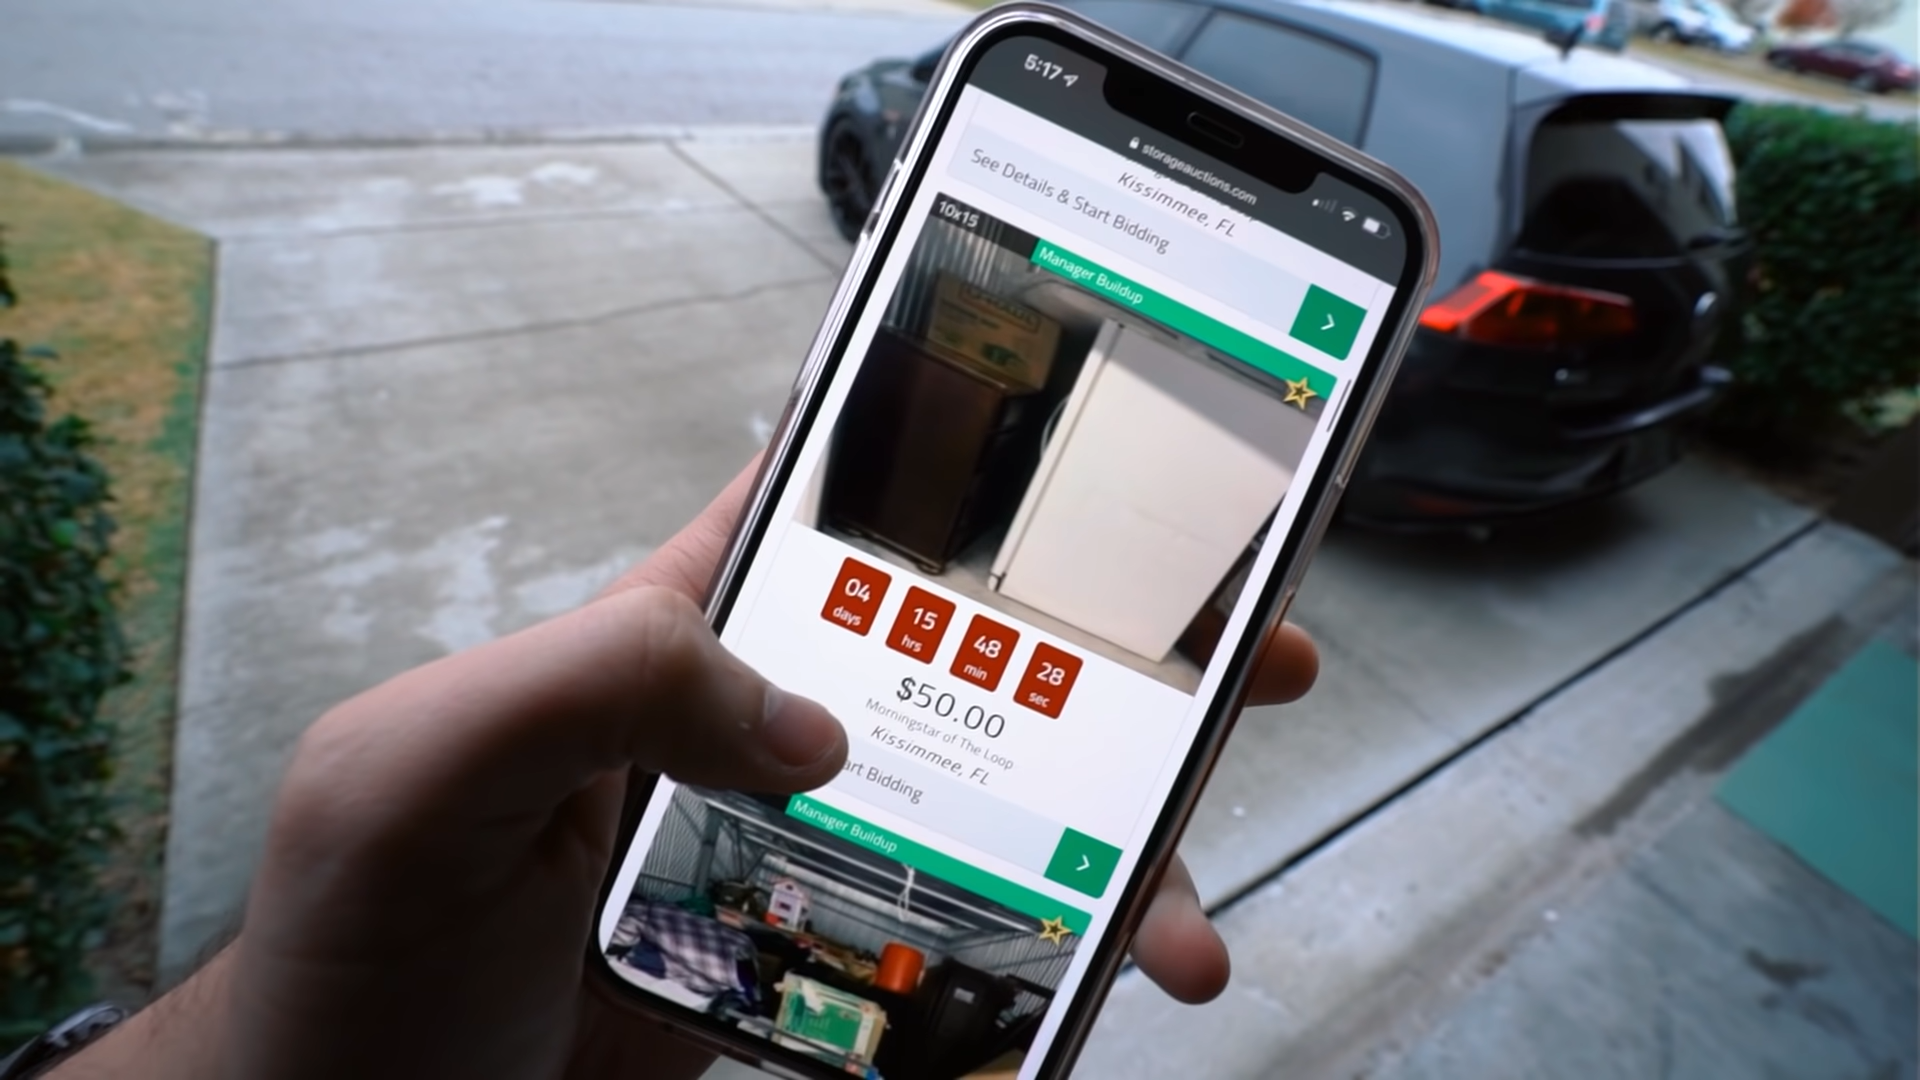 5:17
storageauctions.com
Kissimmee, FL
See Details & Start Bidding
10x15
Manager Buildup
04 days
15 hrs
48 min
28 sec
$50.00
Morningstar of The Loop
Kissimmee, FL
art Bidding
Manager Buildup